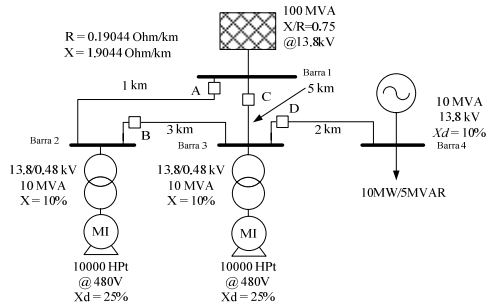 100 MVA
X/R=0.75
@13.8kV
R = 0.19044 Ohm/km
X = 1.9044 Ohm/km
Barra 1
1 km
A
C
5 km
D
10 MVA
13,8 kV
Xd = 10%
Barra 2
B
3 km
Barra 3
2 km
Barra 4
13,8/0,48 kV
10 MVA
X = 10%
13,8/0,48 kV
10 MVA
X = 10%
10MW/5MVAR
MI
MI
10000 HPt
@ 480V
Xd = 25%
10000 HPt
@ 480V
Xd = 25%